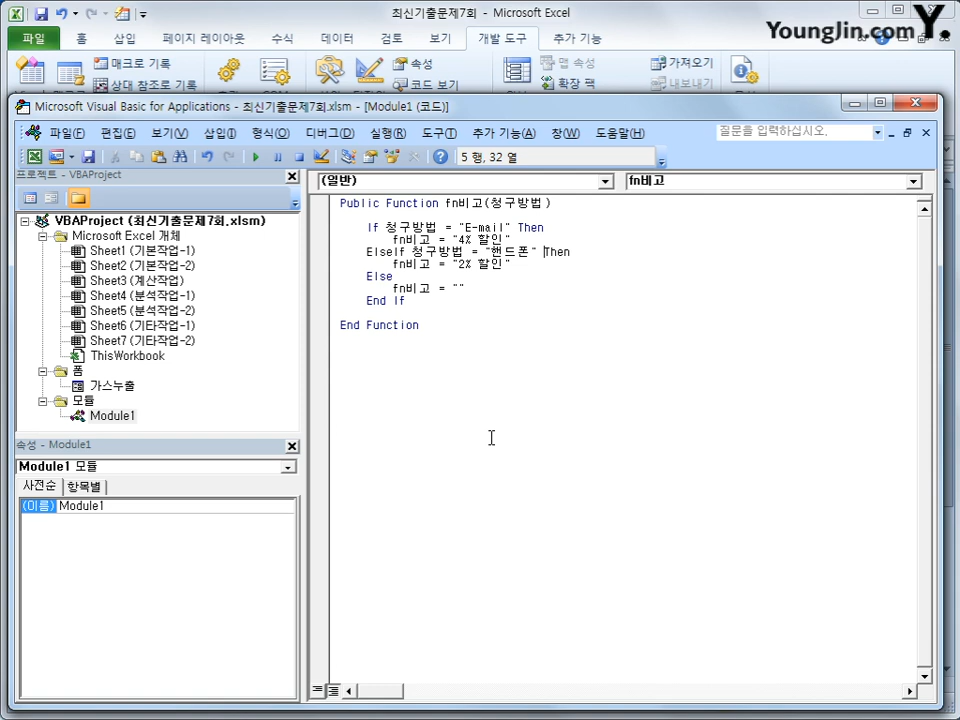 최신기출문제7회 - Microsoft Excel
파일 홈 삽입 페이지 레이아웃 수식 데이터 검토 보기 개발 도구 추가 기능
Younglin.com Y.
매크로 기록
상대 참조로 기록
속성
코드 보기
맵 속성
확장 팩
가져오기
내보내기
Microsoft Visual Basic for Applications - 최신기출문제7회.xlsm - [Module1 (코드)]
파일(F) 편집(E) 보기(V) 삽입(I) 형식(O) 디버그(D) 실행(R) 도구(T) 추가 기능(A) 창(W) 도움말(H) 질문을 입력하십시오.
5 행, 32 열
프로젝트 - VBAProject
(일반) fn비고
VBAProject (최신기출문제7회.xlsm)
Microsoft Excel 개체
Sheet1 (기본작업-1)
Sheet2 (기본작업-2)
Sheet3 (계산작업)
Sheet4 (분석작업-1)
Sheet5 (분석작업-2)
Sheet6 (기타작업-1)
Sheet7 (기타작업-2)
ThisWorkbook
폼
가스누출
모듈
Module1
속성 - Module1
Module1 모듈
사전순 항목별
(이름) Module1
Public Function fn비고(청구방법)
If 청구방법 = "E-mail" Then
fn비고 = "4% 할인"
ElseIf 청구방법 = "핸드폰" Then
fn비고 = "2% 할인"
Else
fn비고 = ""
End If
End Function